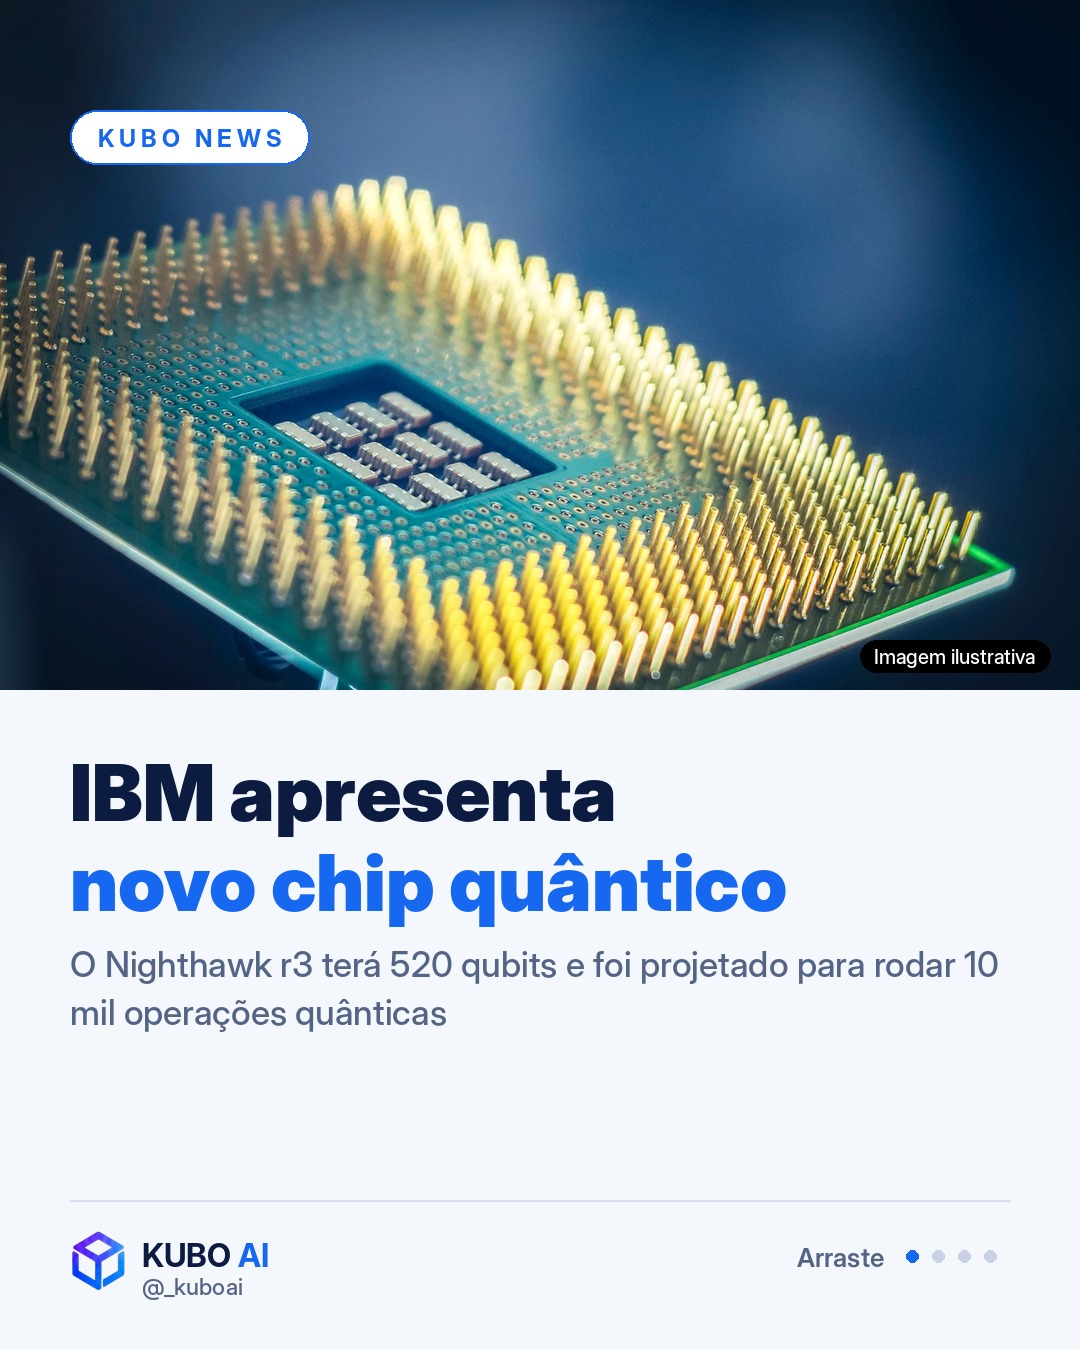 KUBO NEWS
Imagem ilustrativa
IBM apresenta
novo chip quântico
O Nighthawk r3 terá 520 qubits e foi projetado para rodar 10
mil operações quânticas
KUBO AI
@_kuboai
Arraste